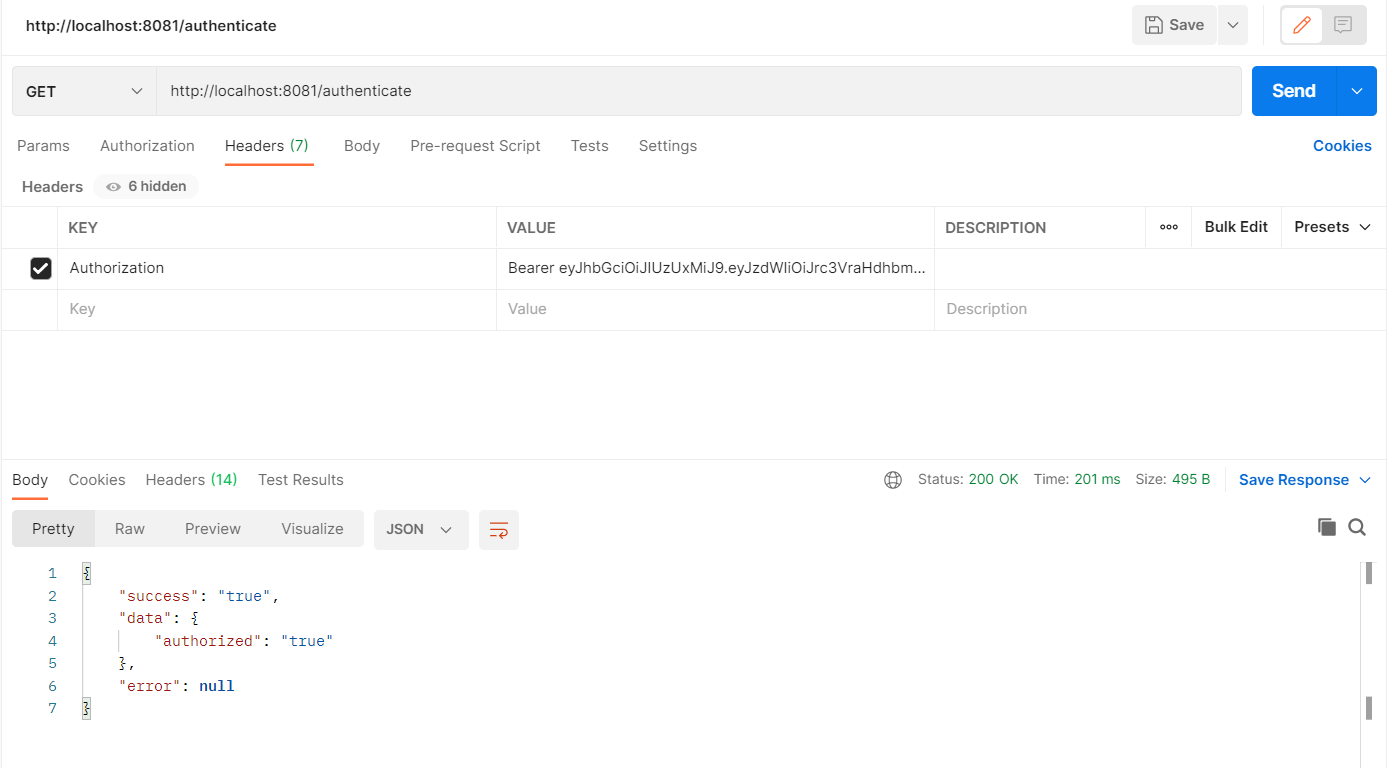 http://localhost:8081/authenticate
Save
GET http://localhost:8081/authenticate Send
Params Authorization Headers (7) Body Pre-request Script Tests Settings Cookies
Headers 6 hidden
KEY VALUE DESCRIPTION ooo Bulk Edit Presets
Authorization Bearer eyJhbGciOiJIUzUxMiJ9.eyJzdWIiOiJrc3VraHdhbm...
Key Value Description
Body Cookies Headers (14) Test Results Status: 200 OK Time: 201 ms Size: 495 B Save Response
Pretty Raw Preview Visualize JSON
1 {
2 "success": "true",
3 "data": {
4 "authorized": "true"
5 },
6 "error": null
7 }